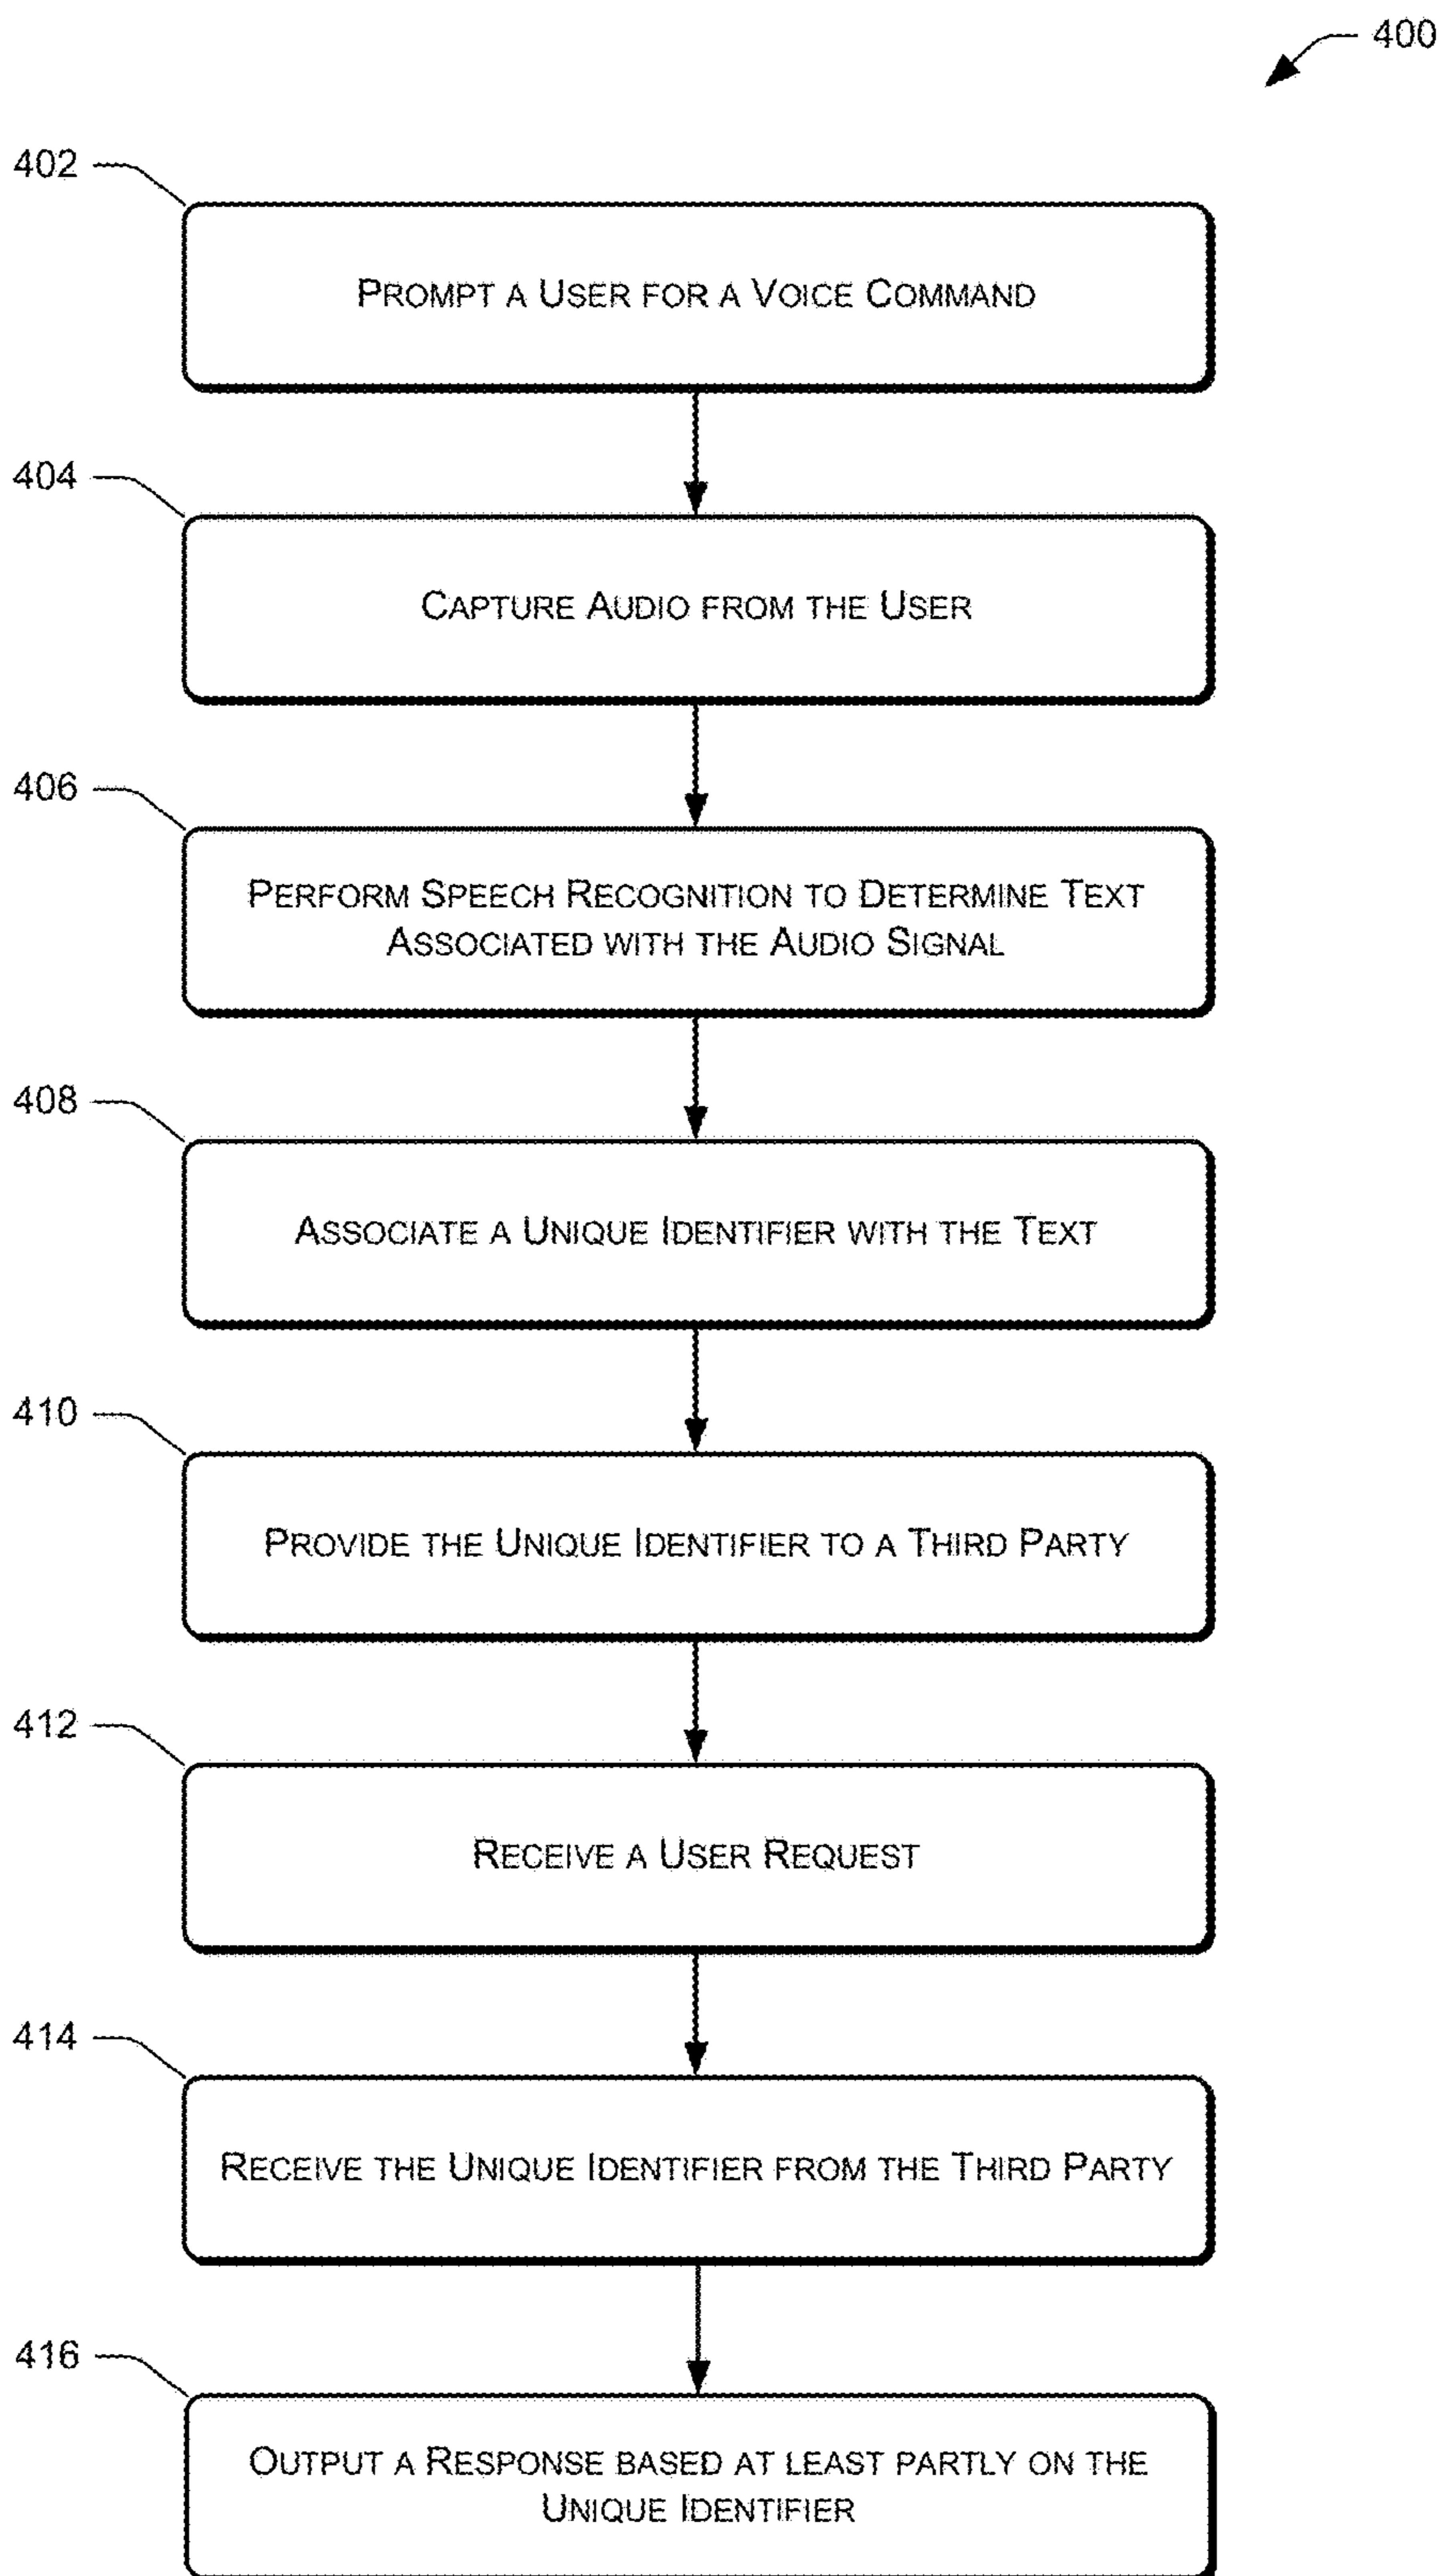 400
402
PROMPT A USER FOR A VOICE COMMAND
404
CAPTURE AUDIO FROM THE USER
406
PERFORM SPEECH RECOGNITION TO DETERMINE TEXT
ASSOCIATED WITH THE AUDIO SIGNAL
408
ASSOCIATE A UNIQUE IDENTIFIER WITH THE TEXT
410
PROVIDE THE UNIQUE IDENTIFIER TO A THIRD PARTY
412
RECEIVE A USER REQUEST
414
RECEIVE THE UNIQUE IDENTIFIER FROM THE THIRD PARTY
416
OUTPUT A RESPONSE BASED AT LEAST PARTLY ON THE
UNIQUE IDENTIFIER